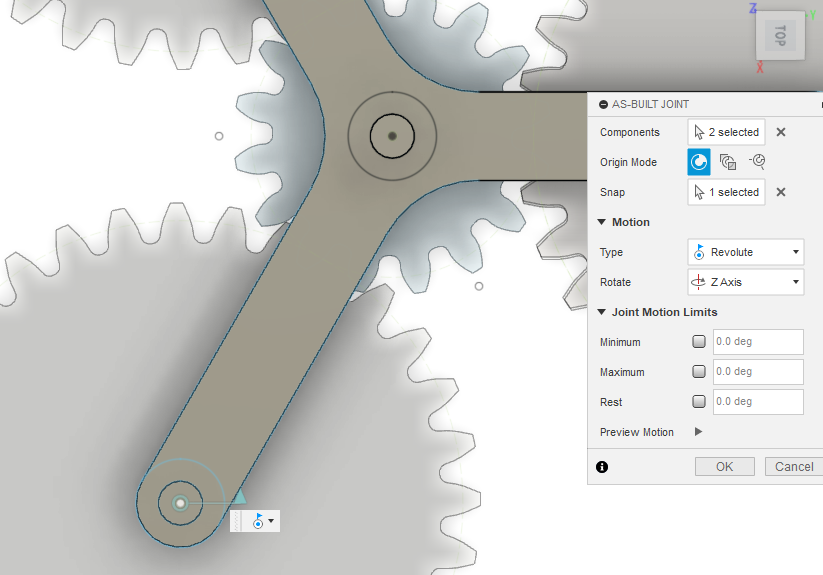 Z
Y
TOP
X
AS-BUILT JOINT
Components 2 selected
Origin Mode
Snap 1 selected
Motion
Type Revolute
Rotate Z Axis
Joint Motion Limits
Minimum 0.0 deg
Maximum 0.0 deg
Rest 0.0 deg
Preview Motion
OK Cancel